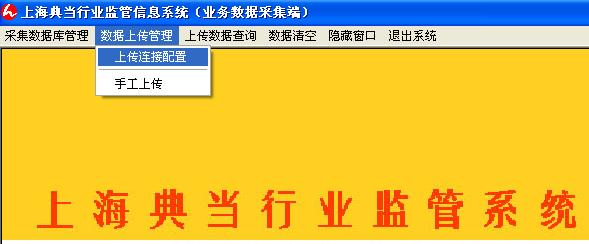 上海典当行业监管信息系统（业务数据采集端）
采集数据库管理 数据上传管理 上传数据查询 数据清空 隐藏窗口 退出系统
上传连接配置
手工上传
上海典当行业监管系统